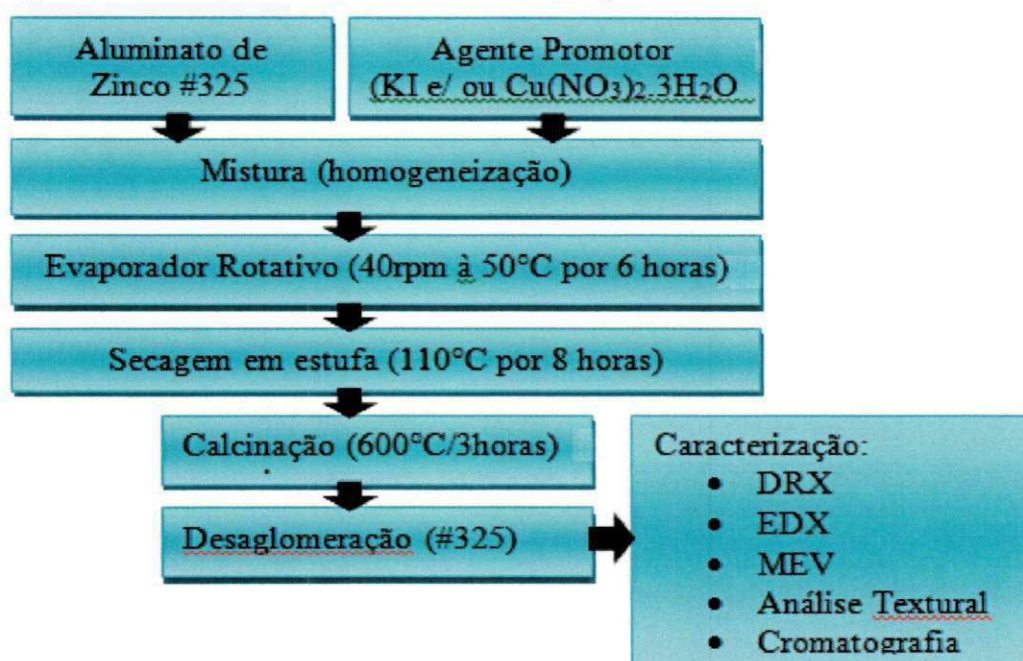 Aluminato de
Zinco #325
Agente Promotor
(KI e/ ou Cu(NO3)2.3H2O
Mistura (homogeneização)
Evaporador Rotativo (40rpm à 50°C por 6 horas)
Secagem em estufa (110°C por 8 horas)
Calcinação (600°C/3horas)
Desaglomeração (#325)
Caracterização:
• DRX
• EDX
• MEV
• Análise Textural
• Cromatografia